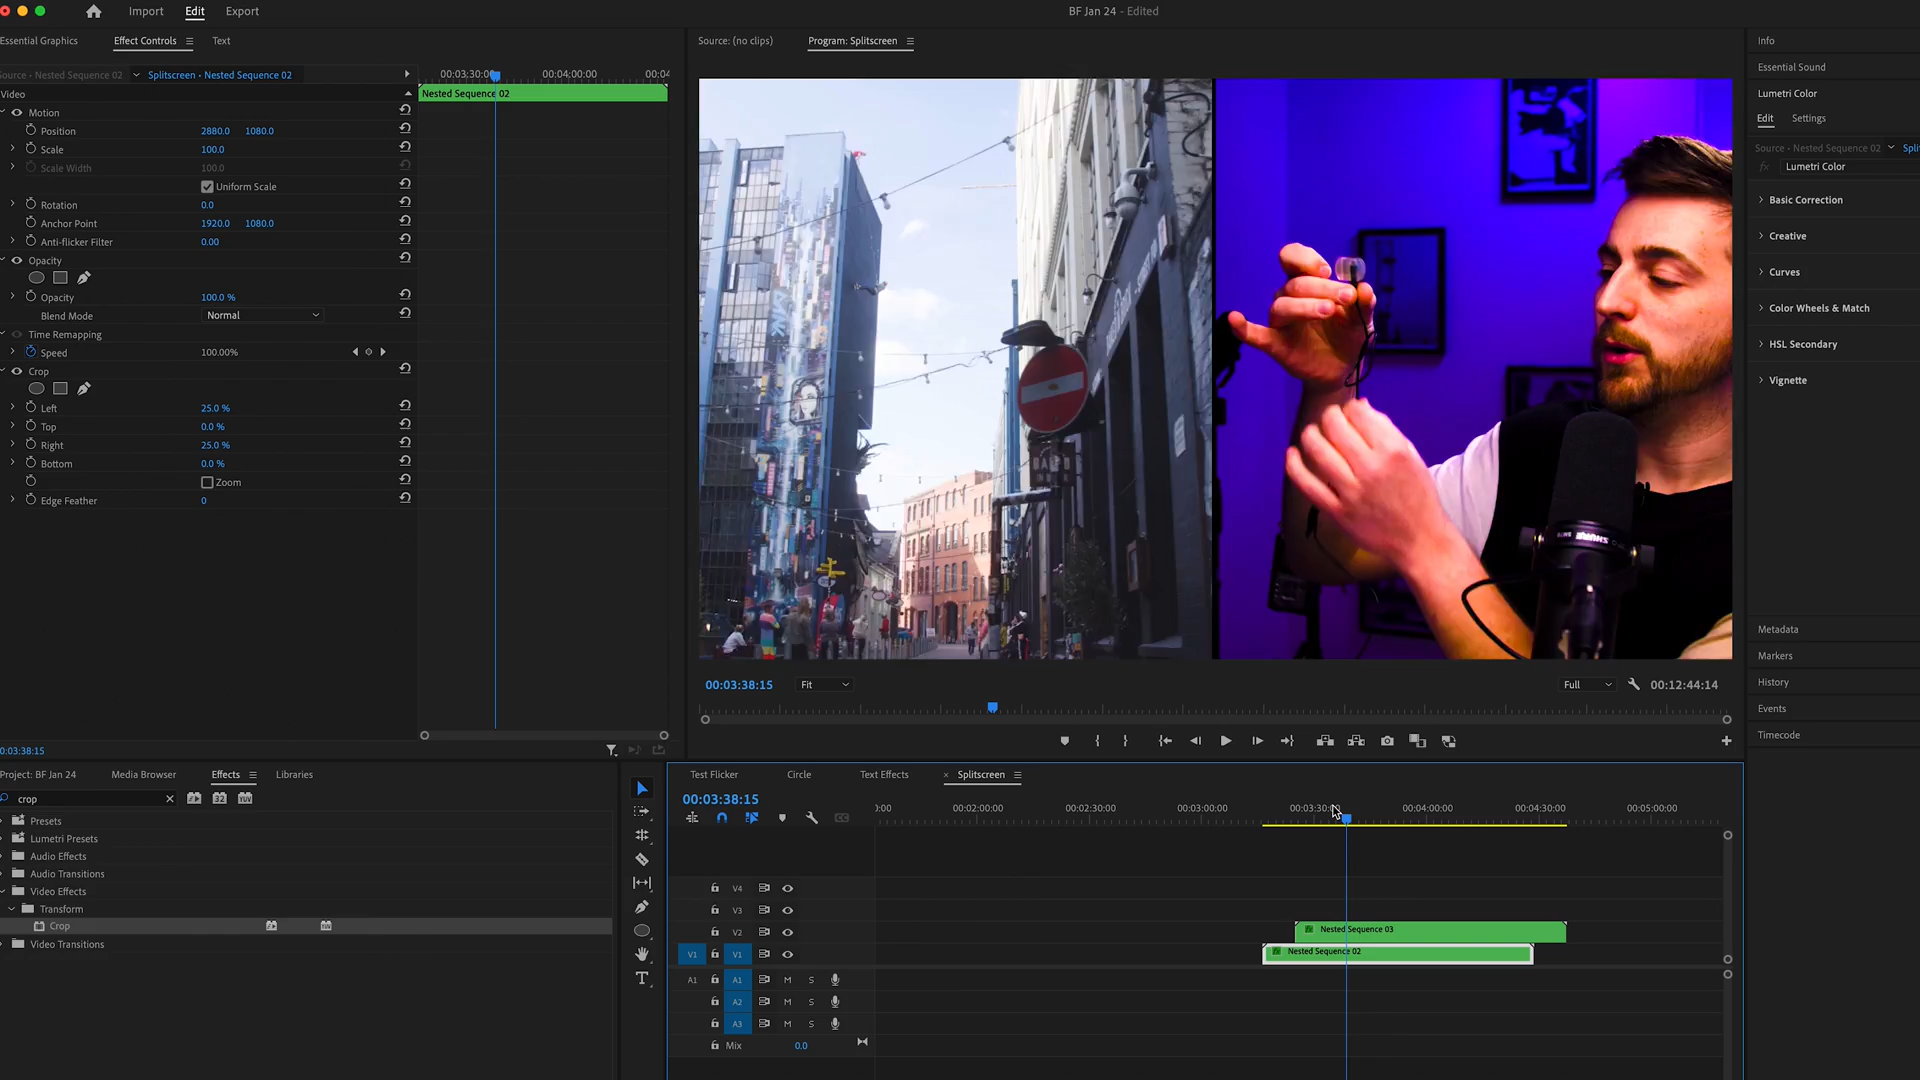 Import Edit Export
BF Jan 24 - Edited
Essential Graphics Effect Controls Text
Source • Nested Sequence 02 Splitscreen • Nested Sequence 02
00:03:30:00 00:04:00:00 00:04
Video
Nested Sequence 02
Motion
Position 2880.0 1080.0
Scale 100.0
Scale Width 100.0
Uniform Scale
Rotation 0.0
Anchor Point 1920.0 1080.0
Anti-flicker Filter 0.00
Opacity
Opacity 100.0 %
Blend Mode Normal
Time Remapping
Speed 100.00%
Crop
Left 25.0 %
Top 0.0 %
Right 25.0 %
Bottom 0.0 %
Zoom
Edge Feather 0
0:03:38:15
Source: (no clips) Program: Splitscreen
SHURE
00:03:38:15 Fit Full 00:12:44:14
Info
Essential Sound
Lumetri Color
Edit Settings
Source • Nested Sequence 02 Spli
fx Lumetri Color
Basic Correction
Creative
Curves
Color Wheels & Match
HSL Secondary
Vignette
Metadata
Markers
History
Events
Timecode
Project: BF Jan 24 Media Browser Effects Libraries
crop
32 YUV
Presets
Lumetri Presets
Audio Effects
Audio Transitions
Video Effects
Transform
Crop
Video Transitions
Test Flicker Circle Text Effects Splitscreen
00:03:38:15
:00 00:02:00:00 00:02:30:00 00:03:00:00 00:03:30:00 00:04:00:00 00:04:30:00 00:05:00:00
V4
V3
V2 fx Nested Sequence 03
V1 V1 fx Nested Sequence 02
A1 A1 M S
A2 M S
A3 M S
Mix 0.0